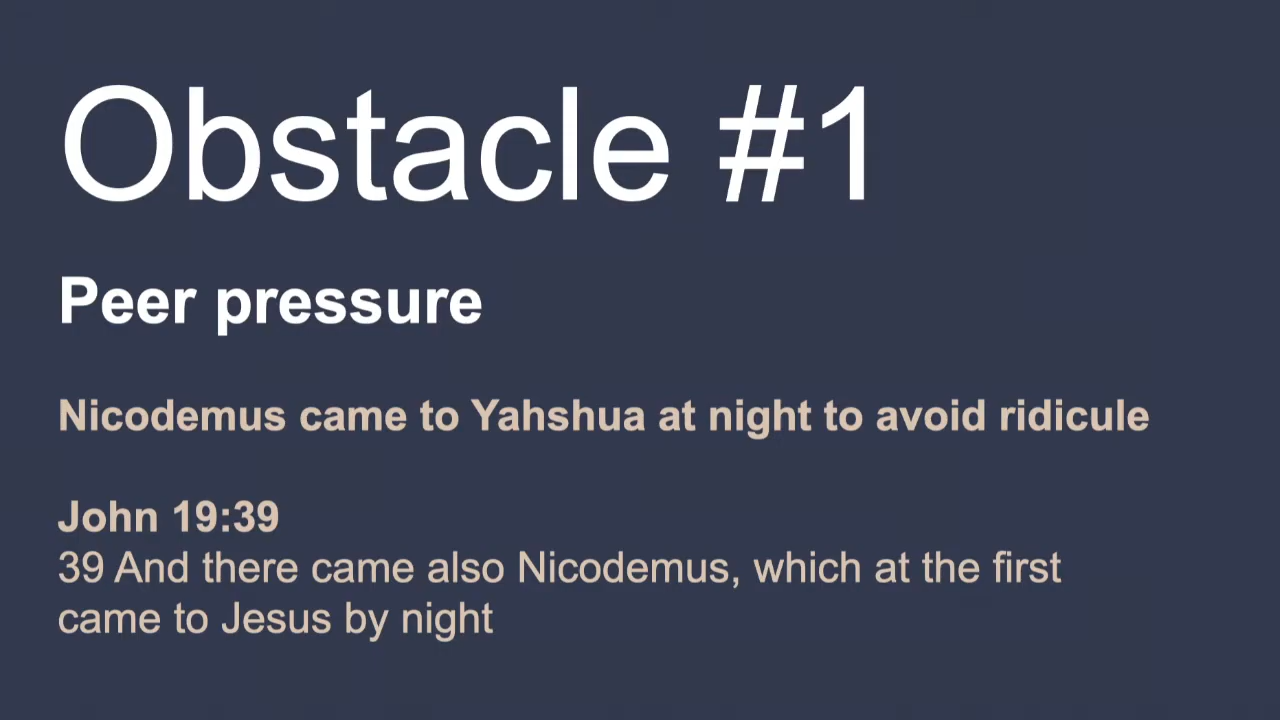 Obstacle #1
Peer pressure
Nicodemus came to Yahshua at night to avoid ridicule
John 19:39
39 And there came also Nicodemus, which at the first
came to Jesus by night